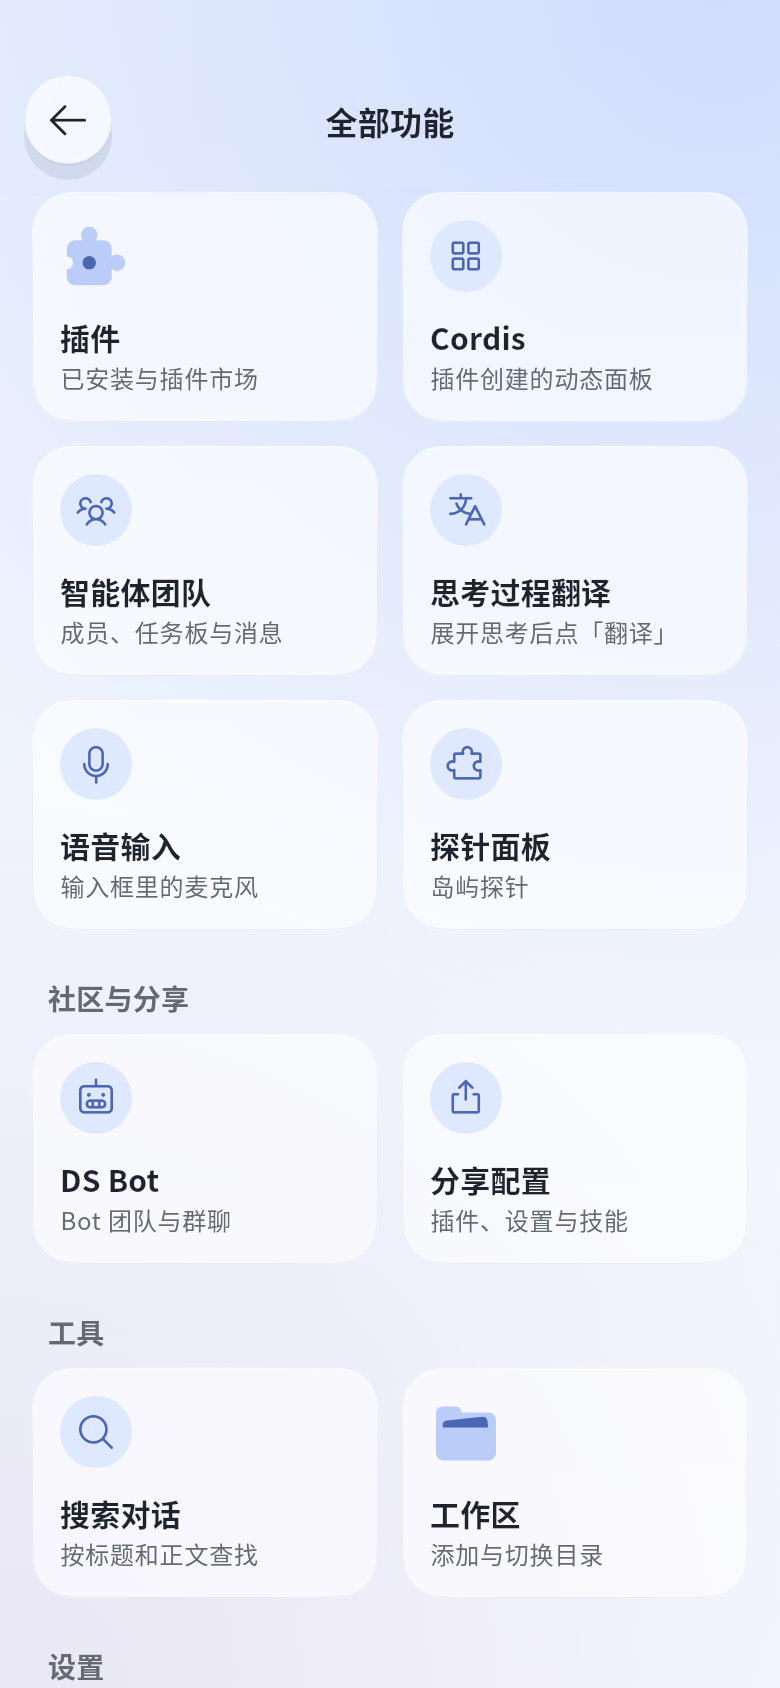 全部功能
插件
已安装与插件市场
Cordis
插件创建的动态面板
智能体团队
成员、任务板与消息
思考过程翻译
展开思考后点「翻译」
语音输入
输入框里的麦克风
探针面板
岛屿探针
社区与分享
DS Bot
Bot 团队与群聊
分享配置
插件、设置与技能
工具
搜索对话
按标题和正文查找
工作区
添加与切换目录
设置